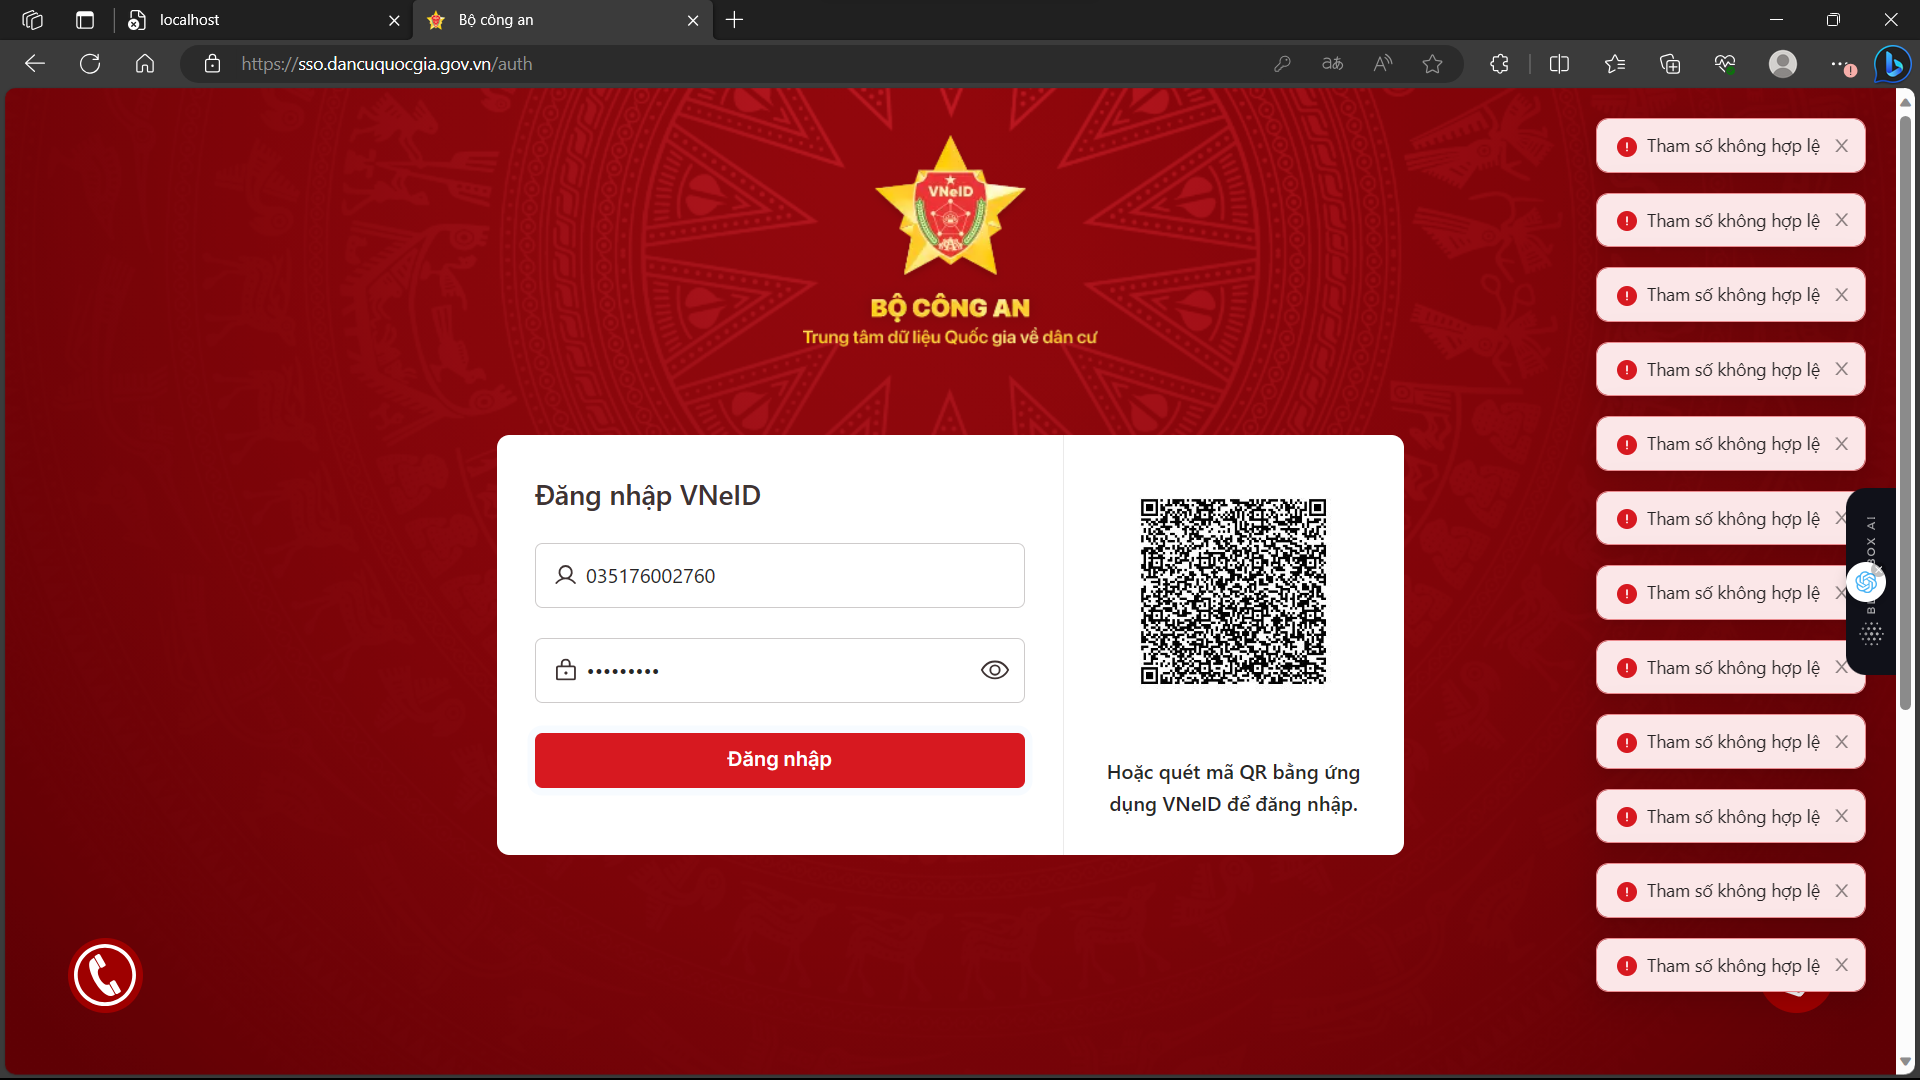 localhost
Bộ công an
https://sso.dancuquocgia.gov.vn/auth
VNeID
BỘ CÔNG AN
Trung tâm dữ liệu Quốc gia về dân cư
Đăng nhập VNeID
035176002760
•••••••••
Đăng nhập
Hoặc quét mã QR bằng ứng
dụng VNeID để đăng nhập.
Tham số không hợp lệ
Tham số không hợp lệ
Tham số không hợp lệ
Tham số không hợp lệ
Tham số không hợp lệ
Tham số không hợp lệ
Tham số không hợp lệ
Tham số không hợp lệ
Tham số không hợp lệ
Tham số không hợp lệ
Tham số không hợp lệ
Tham số không hợp lệ
BOX AI